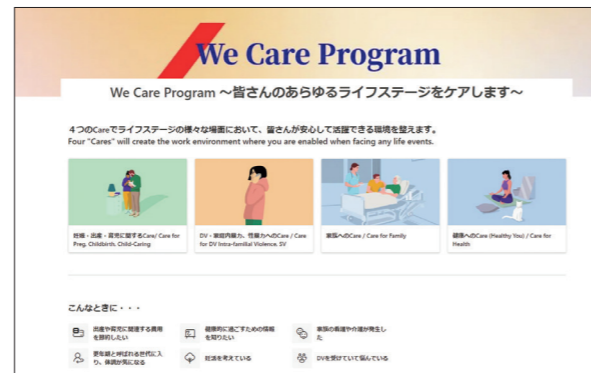 We Care Program
We Care Program ～皆さんのあらゆるライフステージをケアします～
4つのCareでライフステージの様々な場面において、皆さんが安心して活躍できる環境を整えます。
Four "Cares" will create the work environment where you are enabled when facing any life events.
妊娠・出産・育児に関するCare/ Care for
Preg. Childbirth. Child-Caring
DV・家庭内暴力、性暴力へのCare / Care
for DV Intra-familial Violence. SV
家族へのCare / Care for Family
健康へのCare (Healthy You) / Care for
Health
こんなときに・・・
出産や育児に関連する費用
を節約したい
健康的に過ごすための情報
を知りたい
家族の看護や介護が発生し
た
更年期と呼ばれる世代に入
り、体調が気になる
妊活を考えている
DVを受けていて悩んでいる